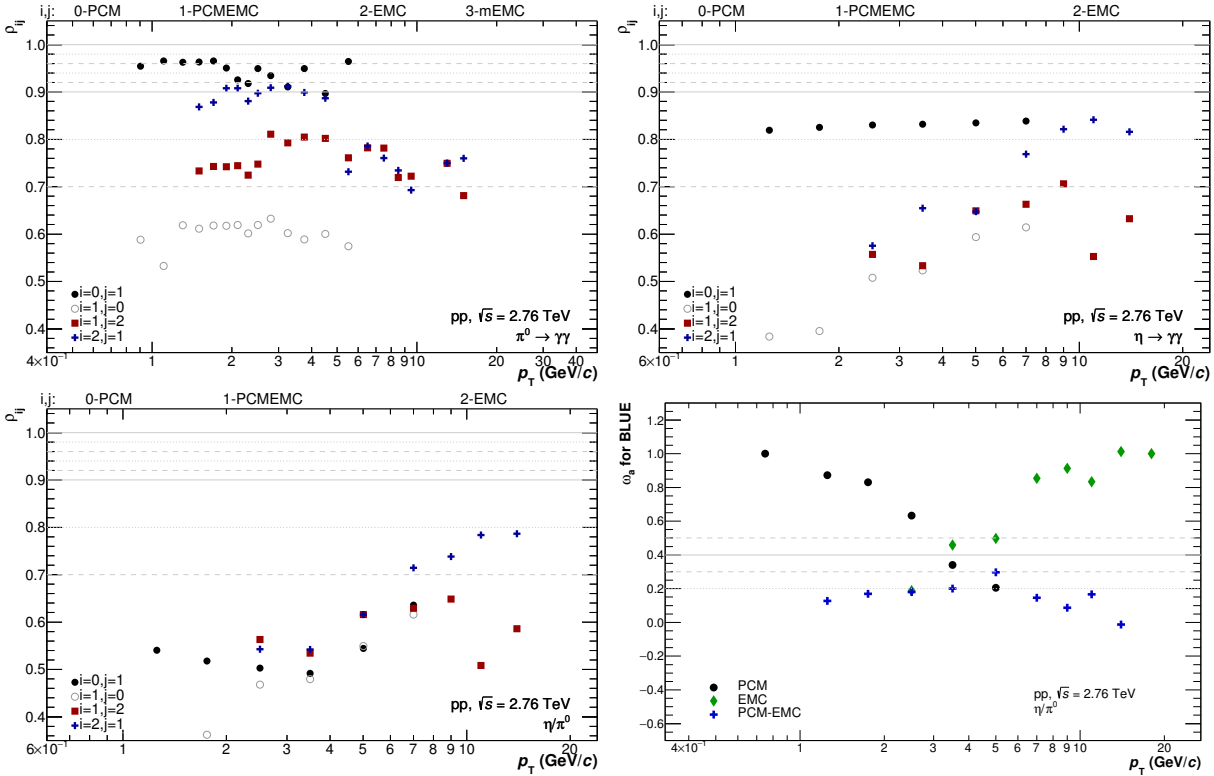 i,j: 0-PCM 1-PCMEMC 2-EMC 3-mEMC
ρij
1.0
0.9
0.8
0.7
0.6
0.5
0.4
i=0,j=1
i=1,j=0
i=1,j=2
i=2,j=1
pp, √s = 2.76 TeV
π⁰ → γγ
4×10⁻¹ 1 2 3 4 5 6 7 8 9 10 20 30 40
pT (GeV/c)
i,j: 0-PCM 1-PCMEMC 2-EMC
ρij
1.0
0.9
0.8
0.7
0.6
0.5
0.4
i=0,j=1
i=1,j=0
i=1,j=2
i=2,j=1
pp, √s = 2.76 TeV
η → γγ
6×10⁻¹ 1 2 3 4 5 6 7 8 9 10 20
pT (GeV/c)
i,j: 0-PCM 1-PCMEMC 2-EMC
ρij
1.0
0.9
0.8
0.7
0.6
0.5
0.4
i=0,j=1
i=1,j=0
i=1,j=2
i=2,j=1
pp, √s = 2.76 TeV
η/π⁰
6×10⁻¹ 1 2 3 4 5 6 7 8 9 10 20
pT (GeV/c)
ωa for BLUE
1.2
1.0
0.8
0.6
0.4
0.2
0.0
−0.2
−0.4
−0.6
PCM
EMC
PCM-EMC
pp, √s = 2.76 TeV
η/π⁰
4×10⁻¹ 1 2 3 4 5 6 7 8 9 10 20
pT (GeV/c)